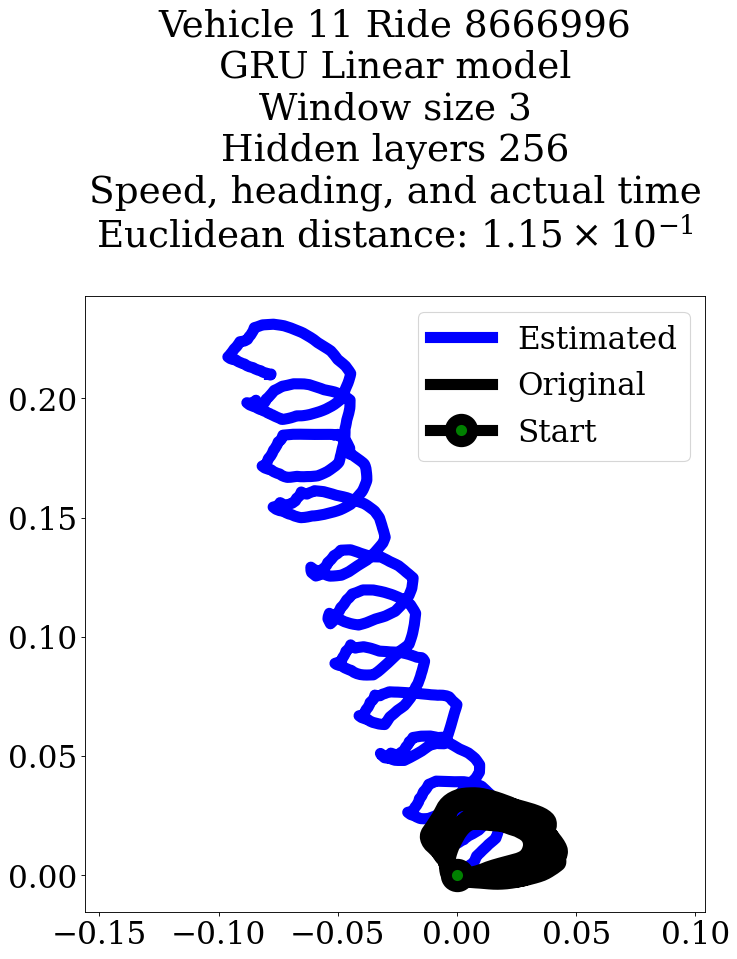 Vehicle 11 Ride 8666996
GRU Linear model
Window size 3
Hidden layers 256
Speed, heading, and actual time
Euclidean distance: 1.15 × 10⁻¹
Estimated
Original
Start
0.20
0.15
0.10
0.05
0.00
−0.15 −0.10 −0.05 0.00 0.05 0.10